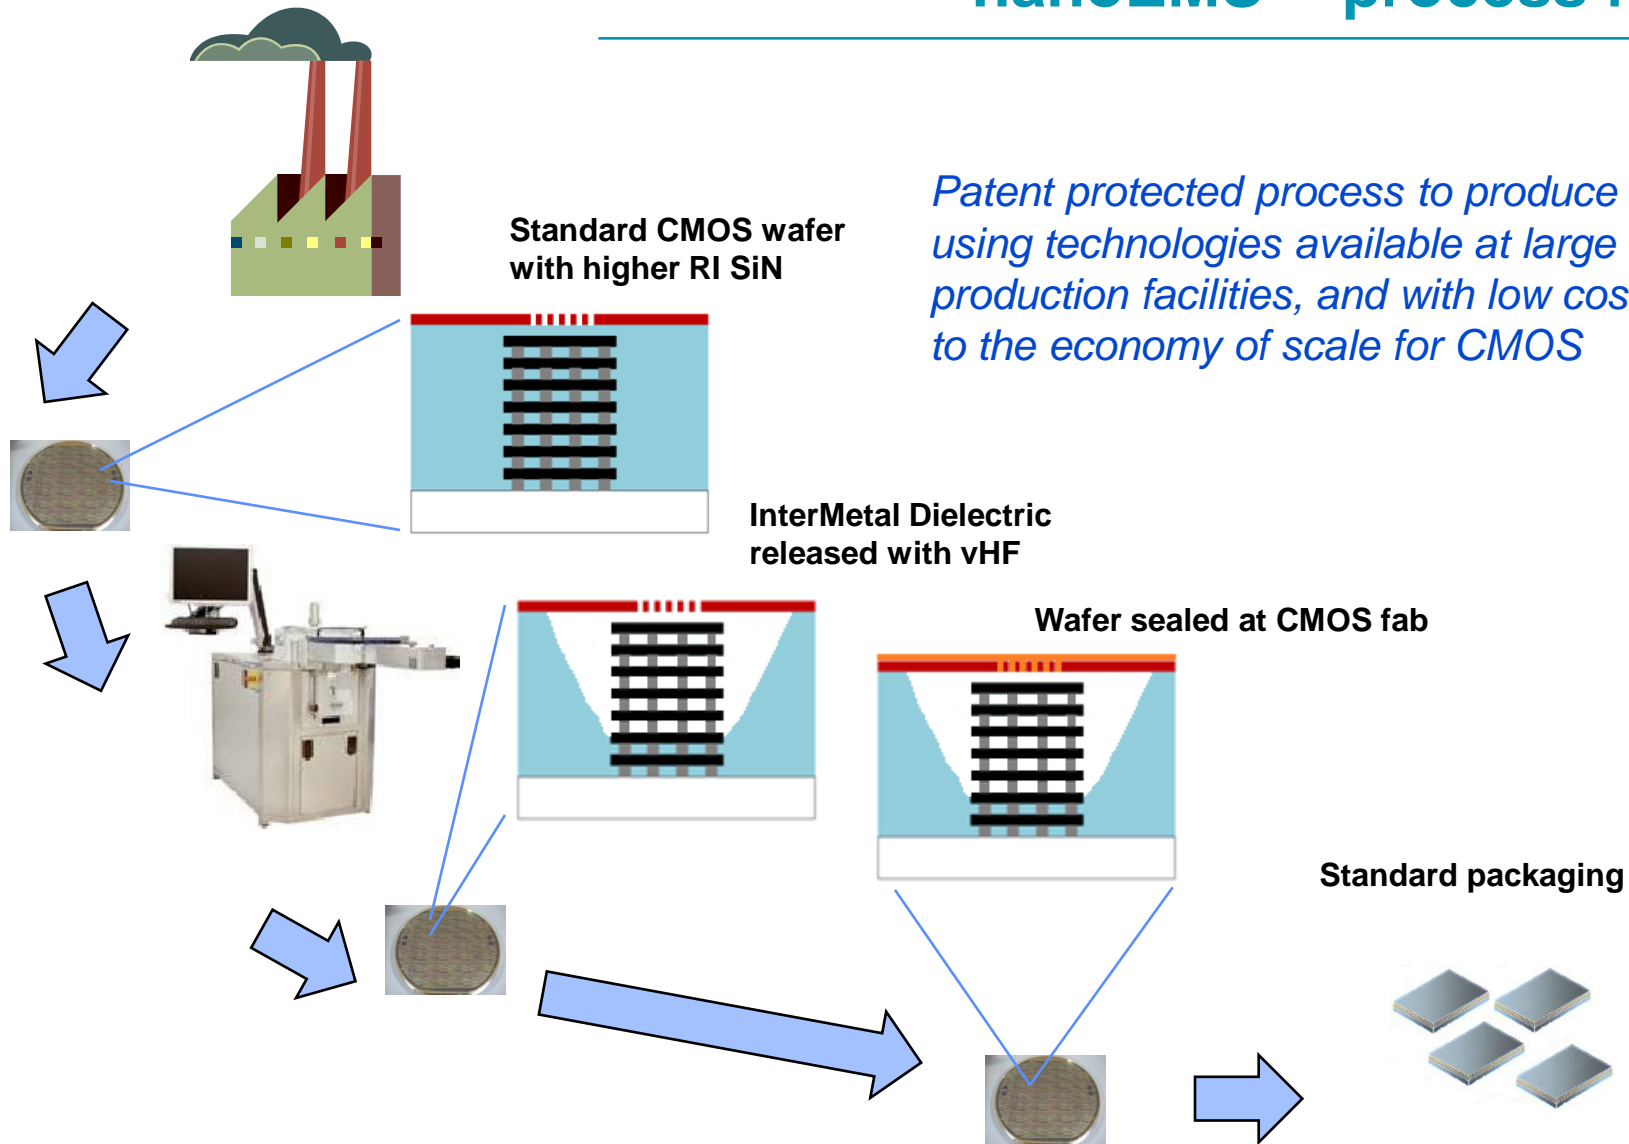 process
Patent protected process to produce
using technologies available at large
production facilities, and with low
to the economy of scale for CMOS
Standard CMOS wafer
with higher RI SiN
InterMetal Dielectric
released with vHF
Wafer sealed at CMOS fab
Standard packaging